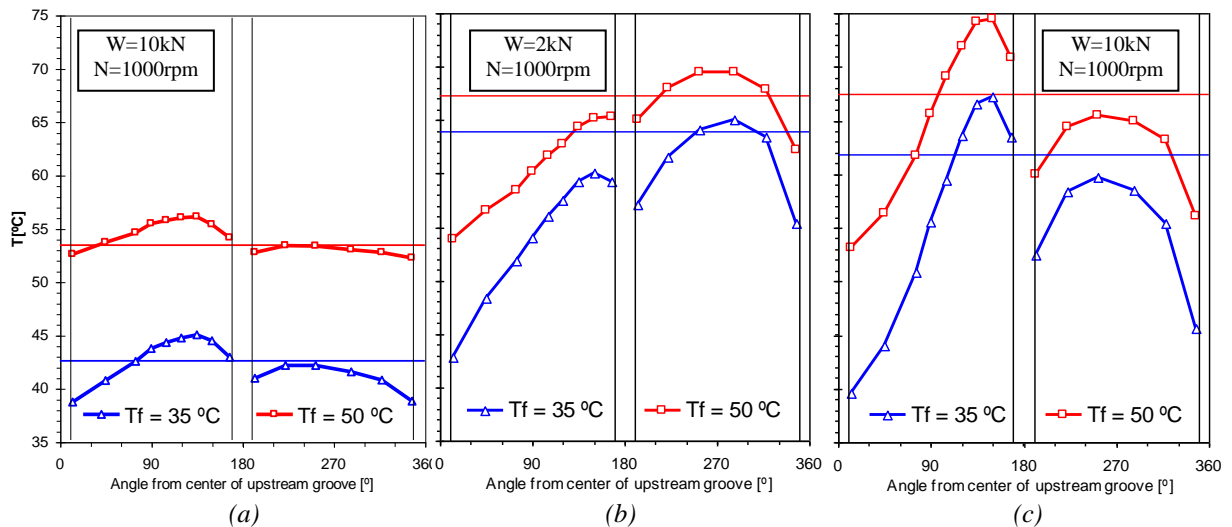 75
70
65
60
55
50
45
40
35
T[ºC]
W=10kN
N=1000rpm
Tf = 35 ºC
Tf = 50 ºC
0
90
180
270
360
Angle from center of upstream groove [º]
(a)
W=2kN
N=1000rpm
Tf = 35 ºC
Tf = 50 ºC
0
90
180
270
360
Angle from center of upstream groove [º]
(b)
W=10kN
N=1000rpm
Tf = 35 ºC
Tf = 50 ºC
0
90
180
270
360
Angle from center of upstream groove [º]
(c)